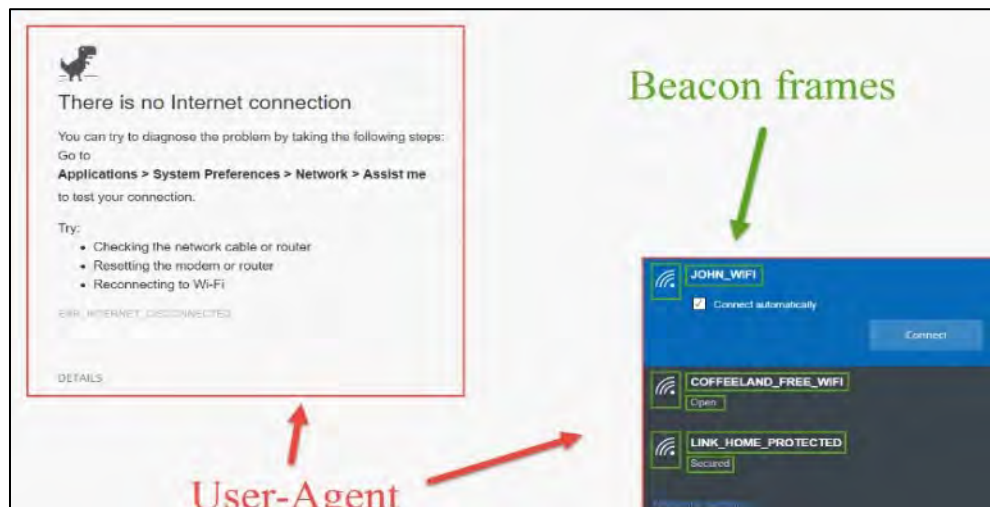 There is no Internet connection
You can try to diagnose the problem by taking the following steps:
Go to
Applications > System Preferences > Network > Assist me
to test your connection.
Try:
• Checking the network cable or router
• Resetting the modem or router
• Reconnecting to Wi-Fi
ERR_INTERNET_DISCONNECTED
DETAILS
User-Agent
Beacon frames
JOHN_WIFI
Connect automatically
Connect
COFFEELAND_FREE_WIFI
Open
LINK_HOME_PROTECTED
Secured